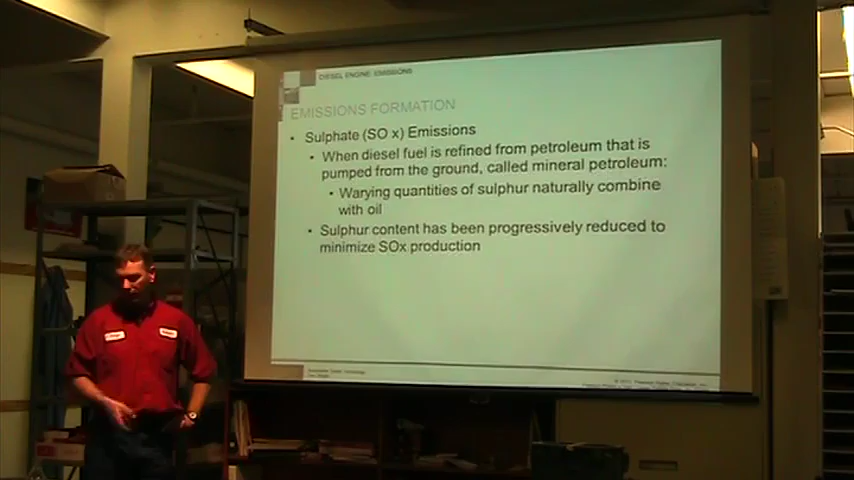 DIESEL ENGINE EMISSIONS
EMISSIONS FORMATION
• Sulphate (SO x) Emissions
• When diesel fuel is refined from petroleum that is
pumped from the ground, called mineral petroleum:
• Warying quantities of sulphur naturally combine
with oil
• Sulphur content has been progressively reduced to
minimize SOx production